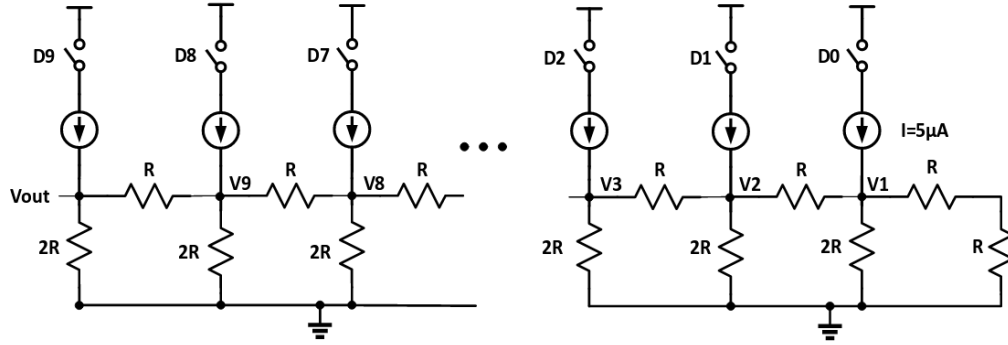 D9 D8 D7 D2 D1 D0
I=5μA
R R R R R R
Vout V9 V8 V3 V2 V1
2R 2R 2R 2R 2R 2R R